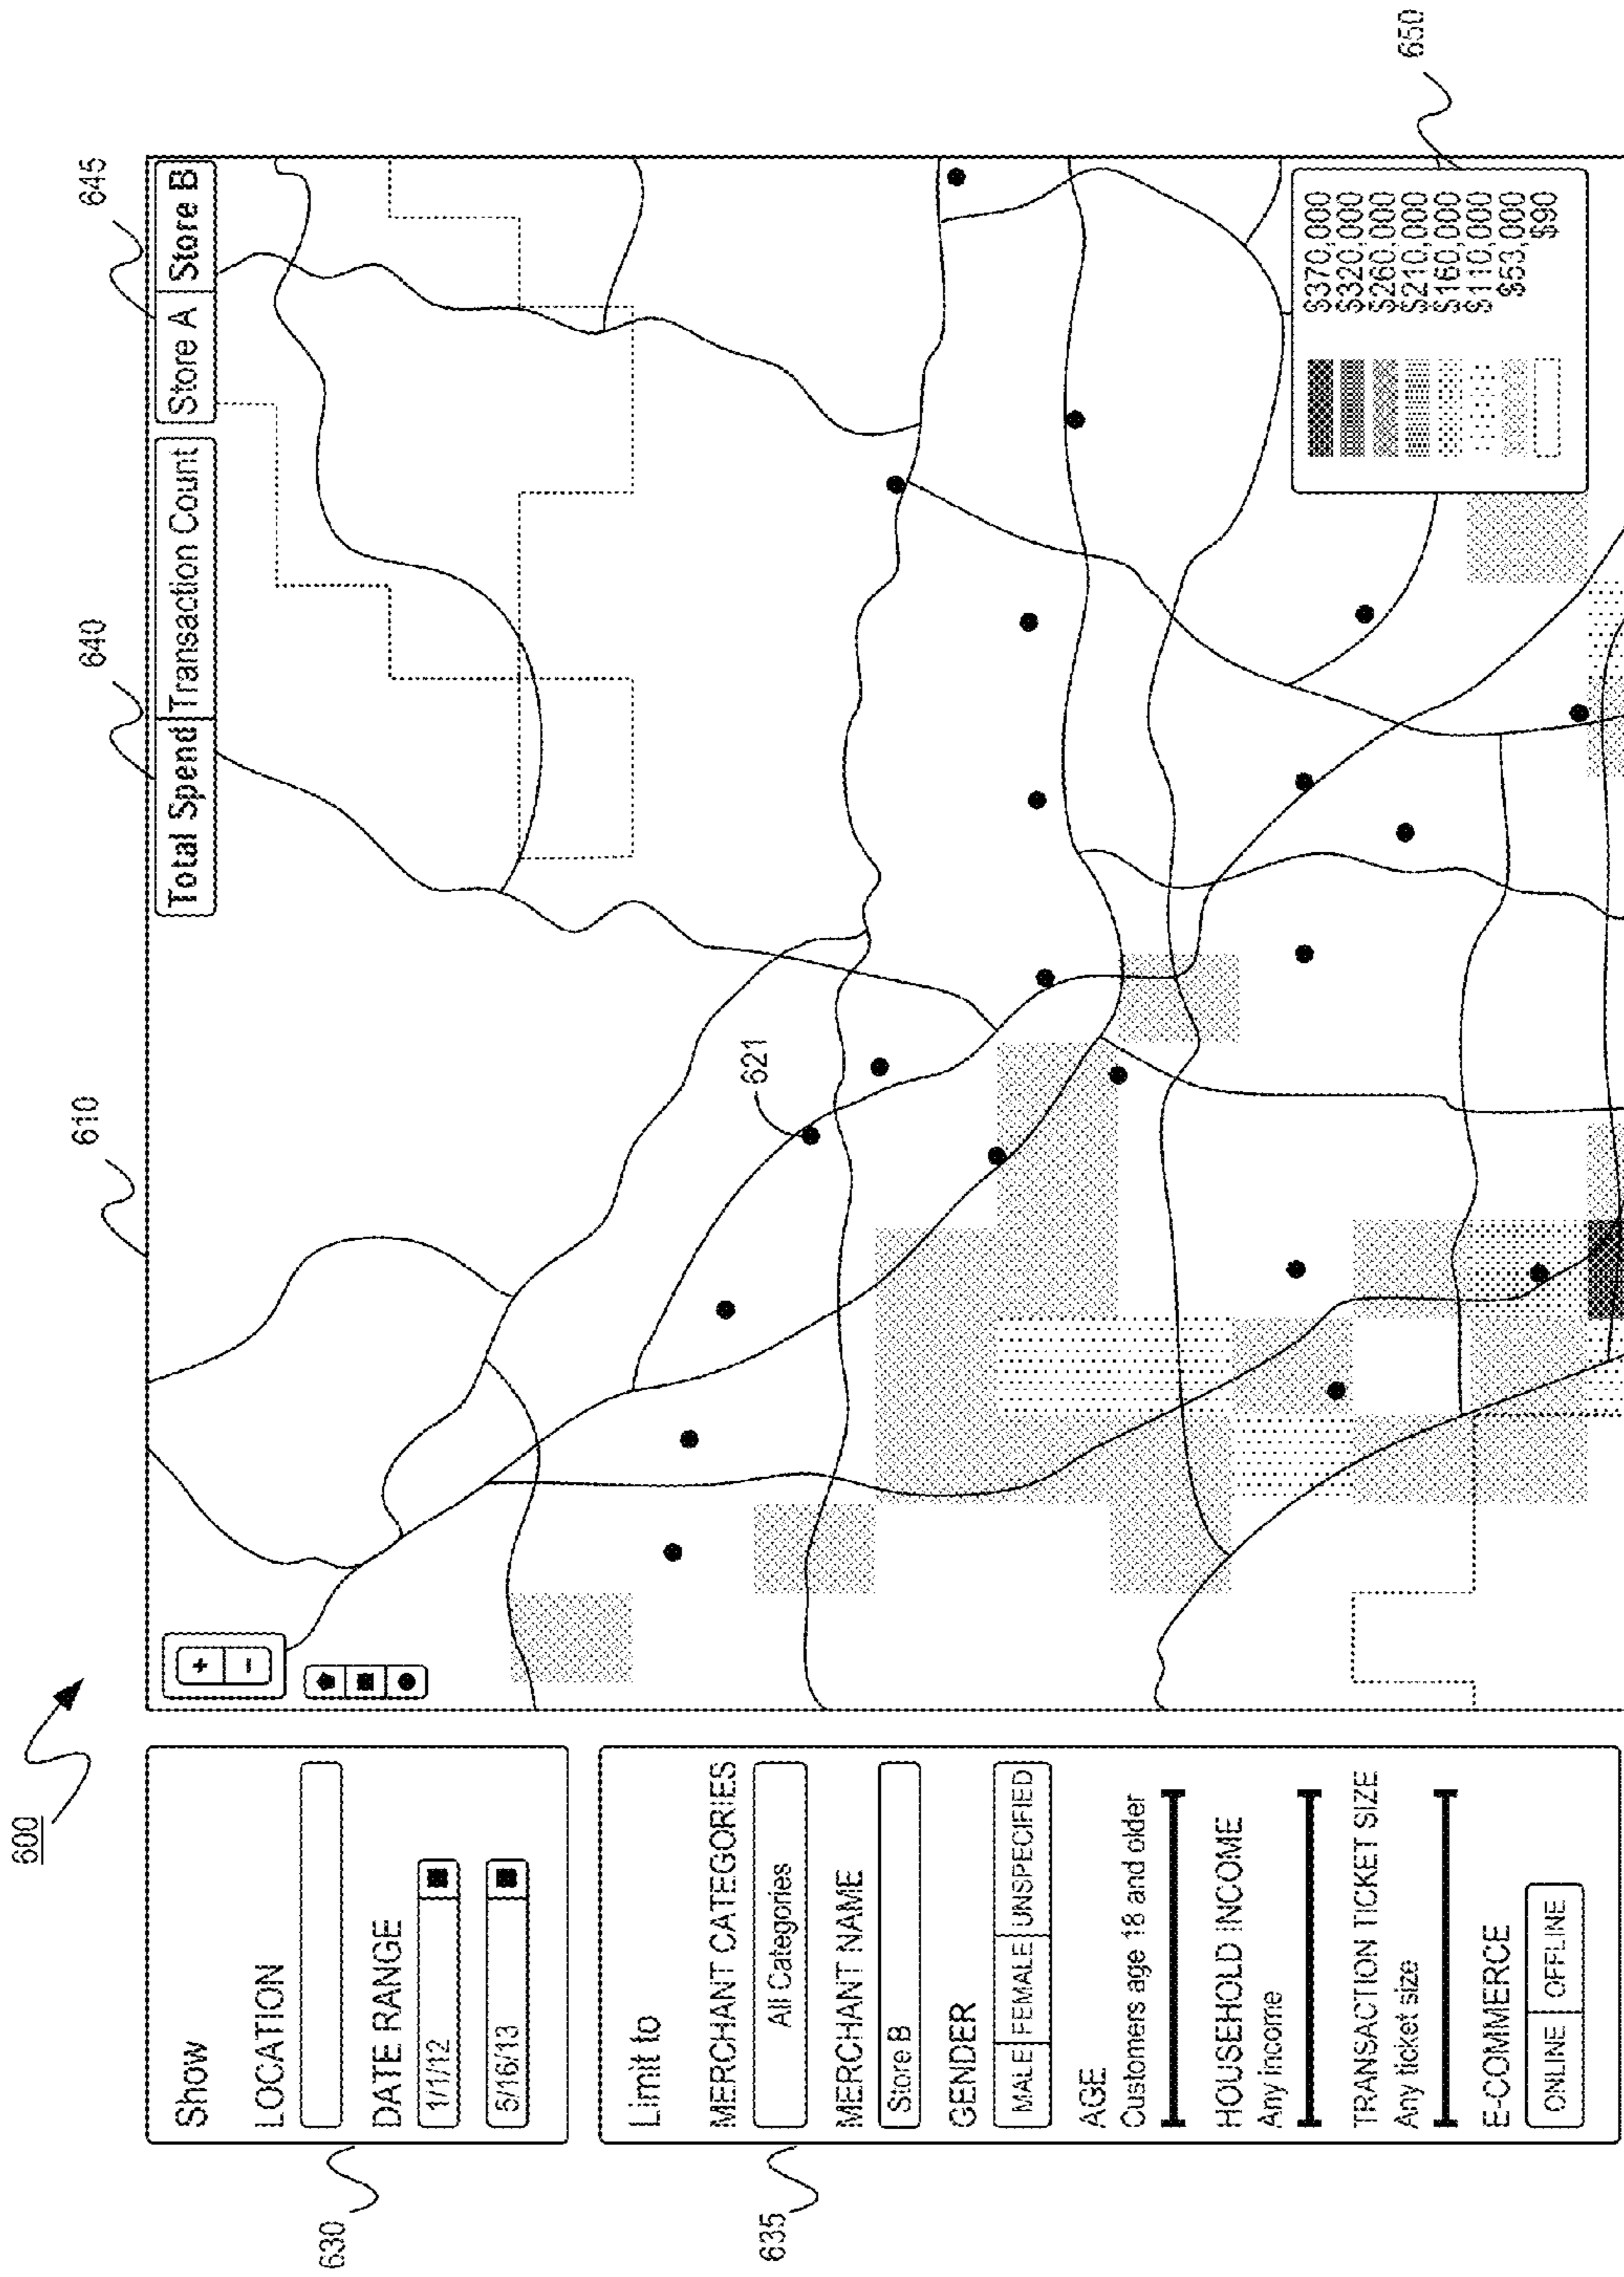 600
630
Show
LOCATION
DATE RANGE
1/1/12
5/16/13
635
Limit to
MERCHANT CATEGORIES
All Categories
MERCHANT NAME
Store B
GENDER
MALE FEMALE UNSPECIFIED
AGE
Customers age 18 and older
HOUSEHOLD INCOME
Any income
TRANSACTION TICKET SIZE
Any ticket size
E-COMMERCE
ONLINE OFFLINE
610
640
645
+
-
Total Spend Transaction Count
Store A Store B
621
650
$370,000
$320,000
$260,000
$210,000
$160,000
$110,000
$53,000
$90